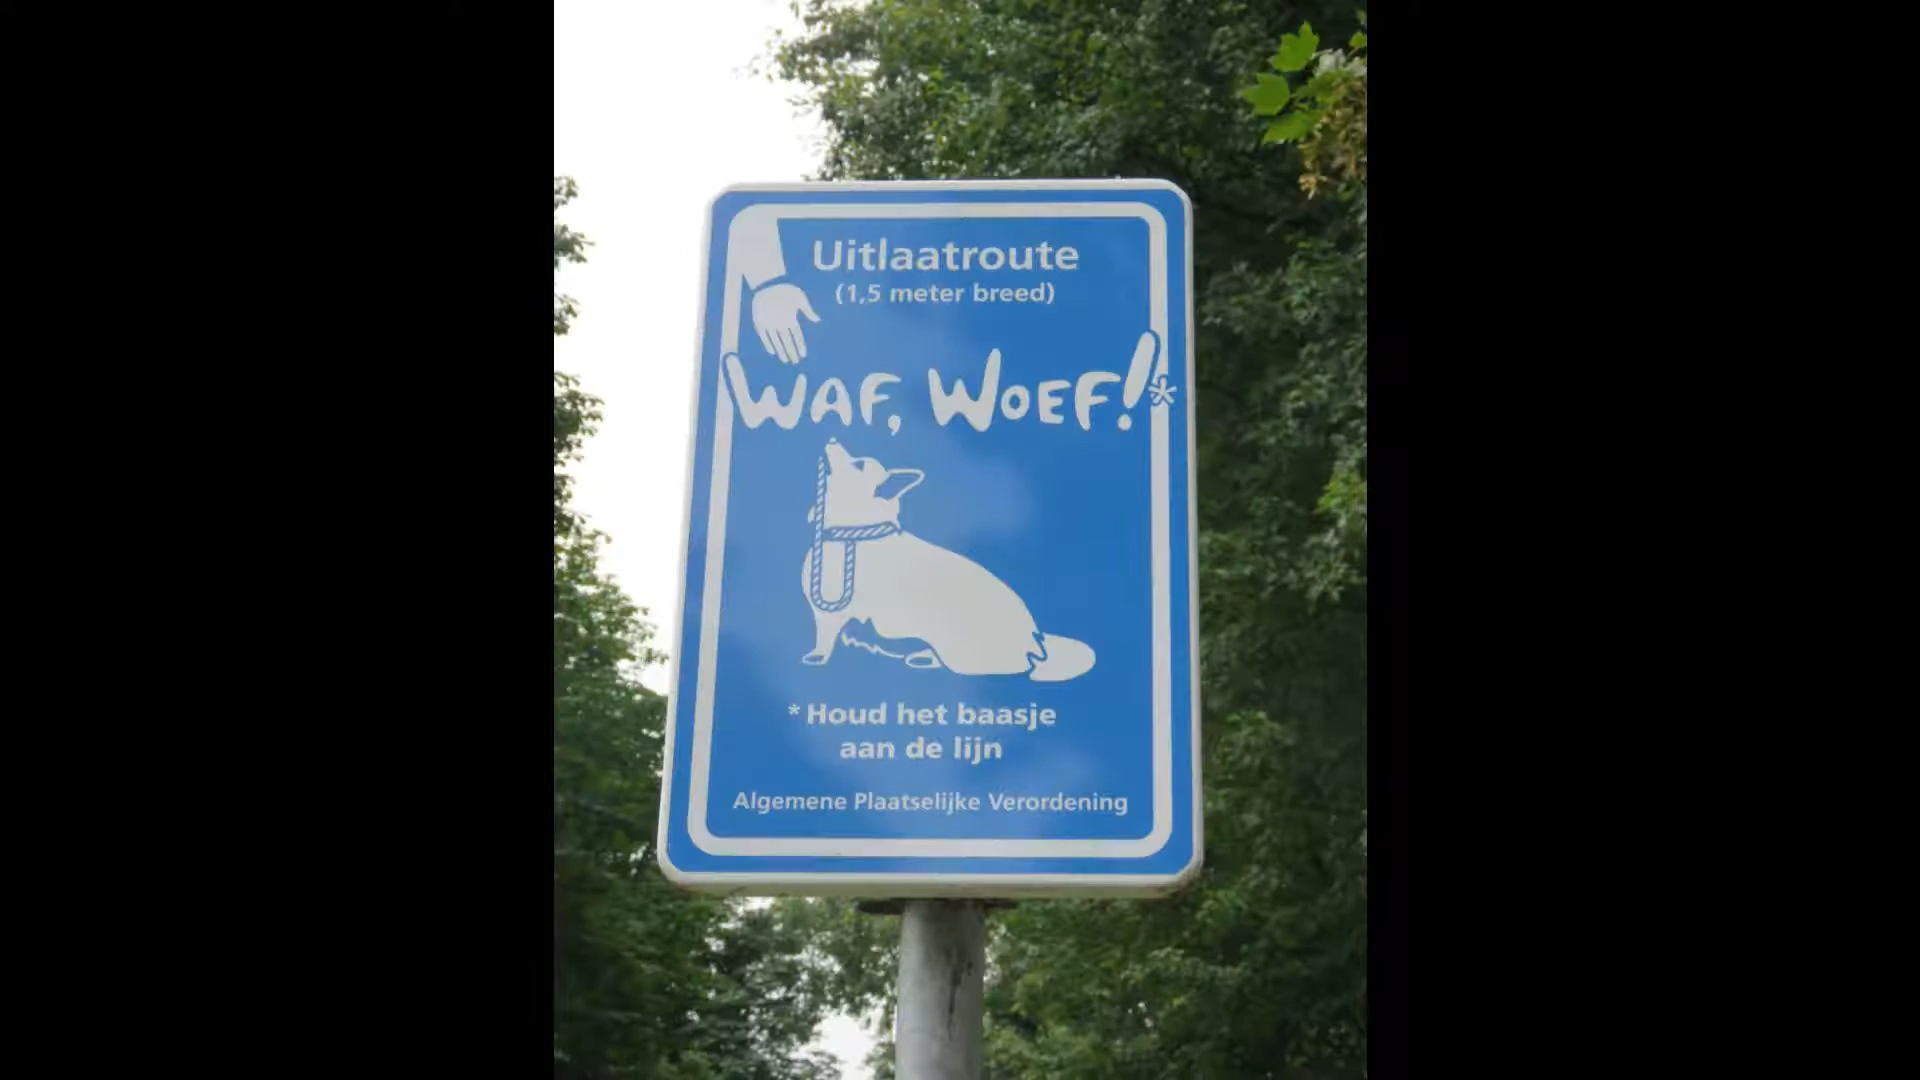 Uitlaatroute
(1,5 meter breed)
WAF, WOEF!*
*Houd het baasje
aan de lijn
Algemene Plaatselijke Verordening